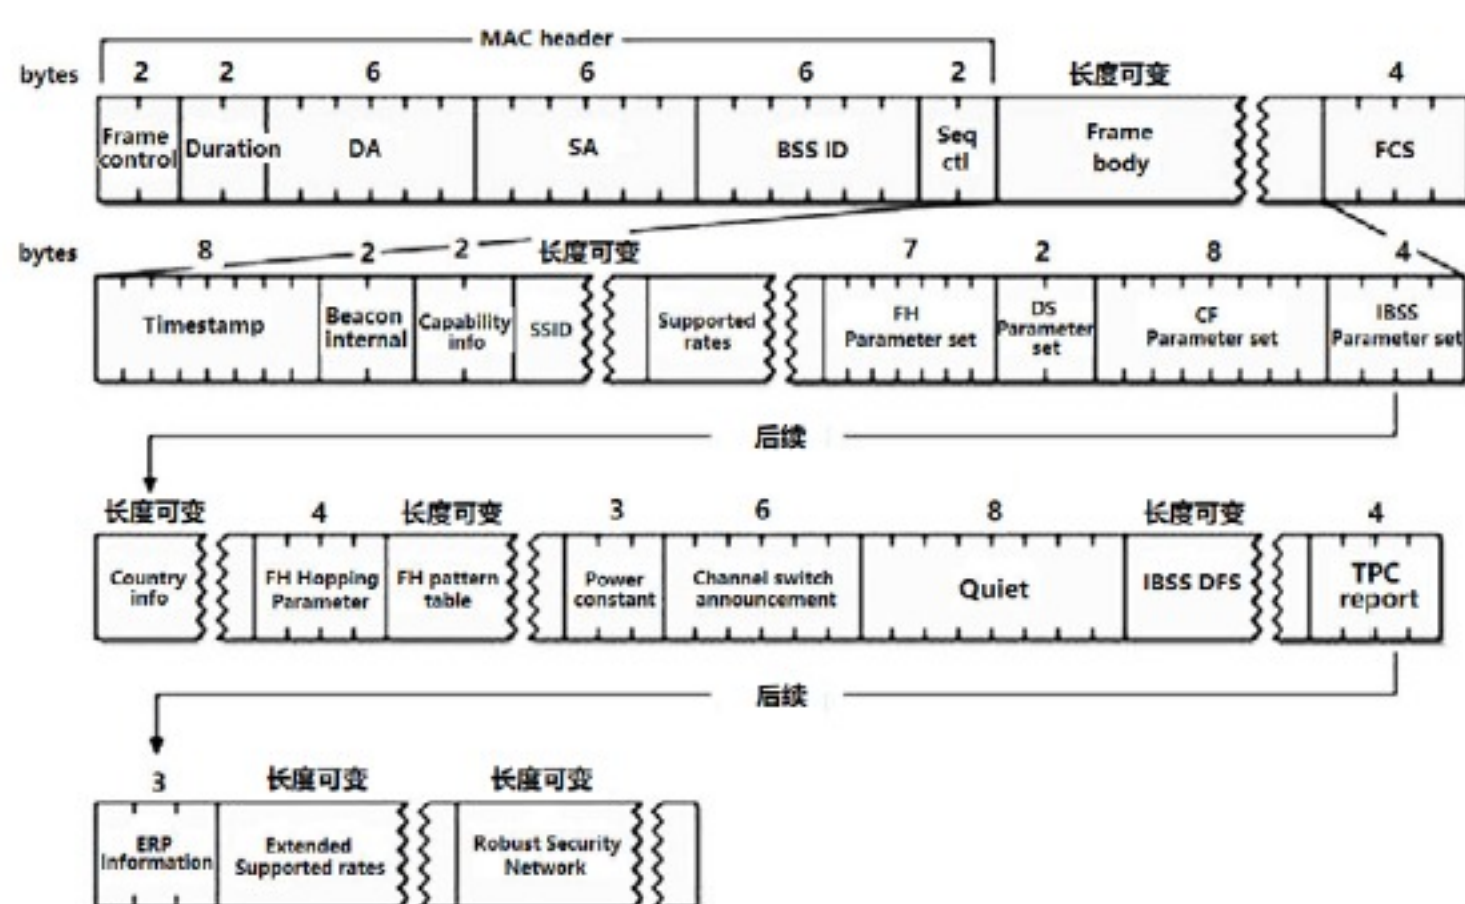 MAC header
bytes 2 2 6 6 6 2 长度可变 4
Frame control Duration DA SA BSS ID Seq ctl Frame body FCS
bytes 8 2 2 长度可变 7 2 8 4
Timestamp Beacon internal Capability info SSID Supported rates FH Parameter set DS Parameter set CF Parameter set IBSS Parameter set
后续
长度可变 4 长度可变 3 6 8 长度可变 4
Country info FH Hopping Parameter FH pattern table Power constant Channel switch announcement Quiet IBSS DFS TPC report
后续
3 长度可变 长度可变
ERP Information Extended Supported rates Robust Security Network